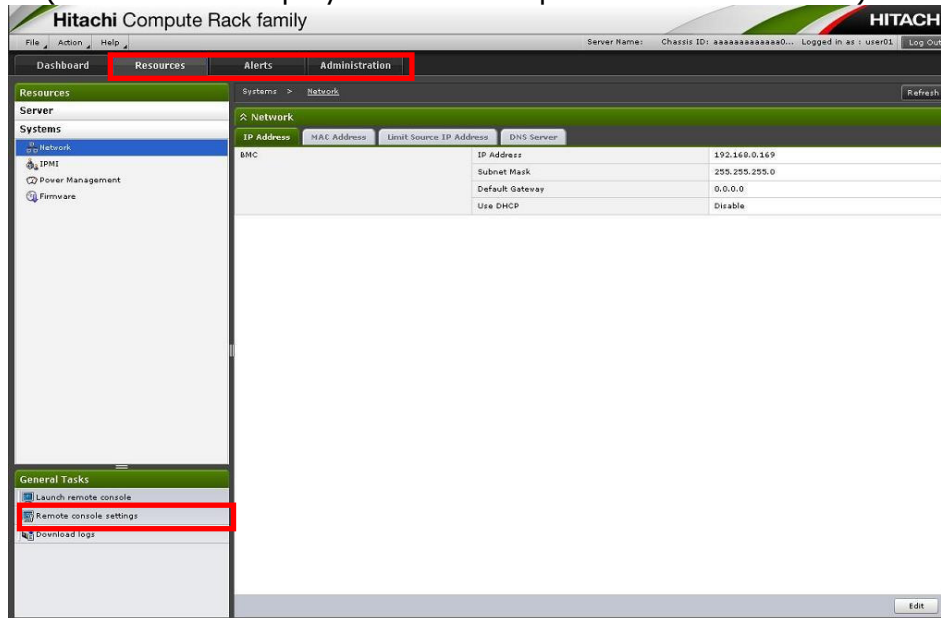 Hitachi Compute Rack family
HITACH
File Action Help
Server Name: Chassis ID: aaaaaaaaaaaaa0... Logged in as : user01 Log Out
Dashboard Resources Alerts Administration
Resources
Systems > Network
Refresh
Server
Network
Systems
IP Address MAC Address Limit Source IP Address DNS Server
Network
BMC IP Address 192.168.0.169
IPMI
Subnet Mask 255.255.255.0
Power Management
Default Gateway 0.0.0.0
Firmware
Use DHCP Disable
General Tasks
Launch remote console
Remote console settings
Download logs
Edit